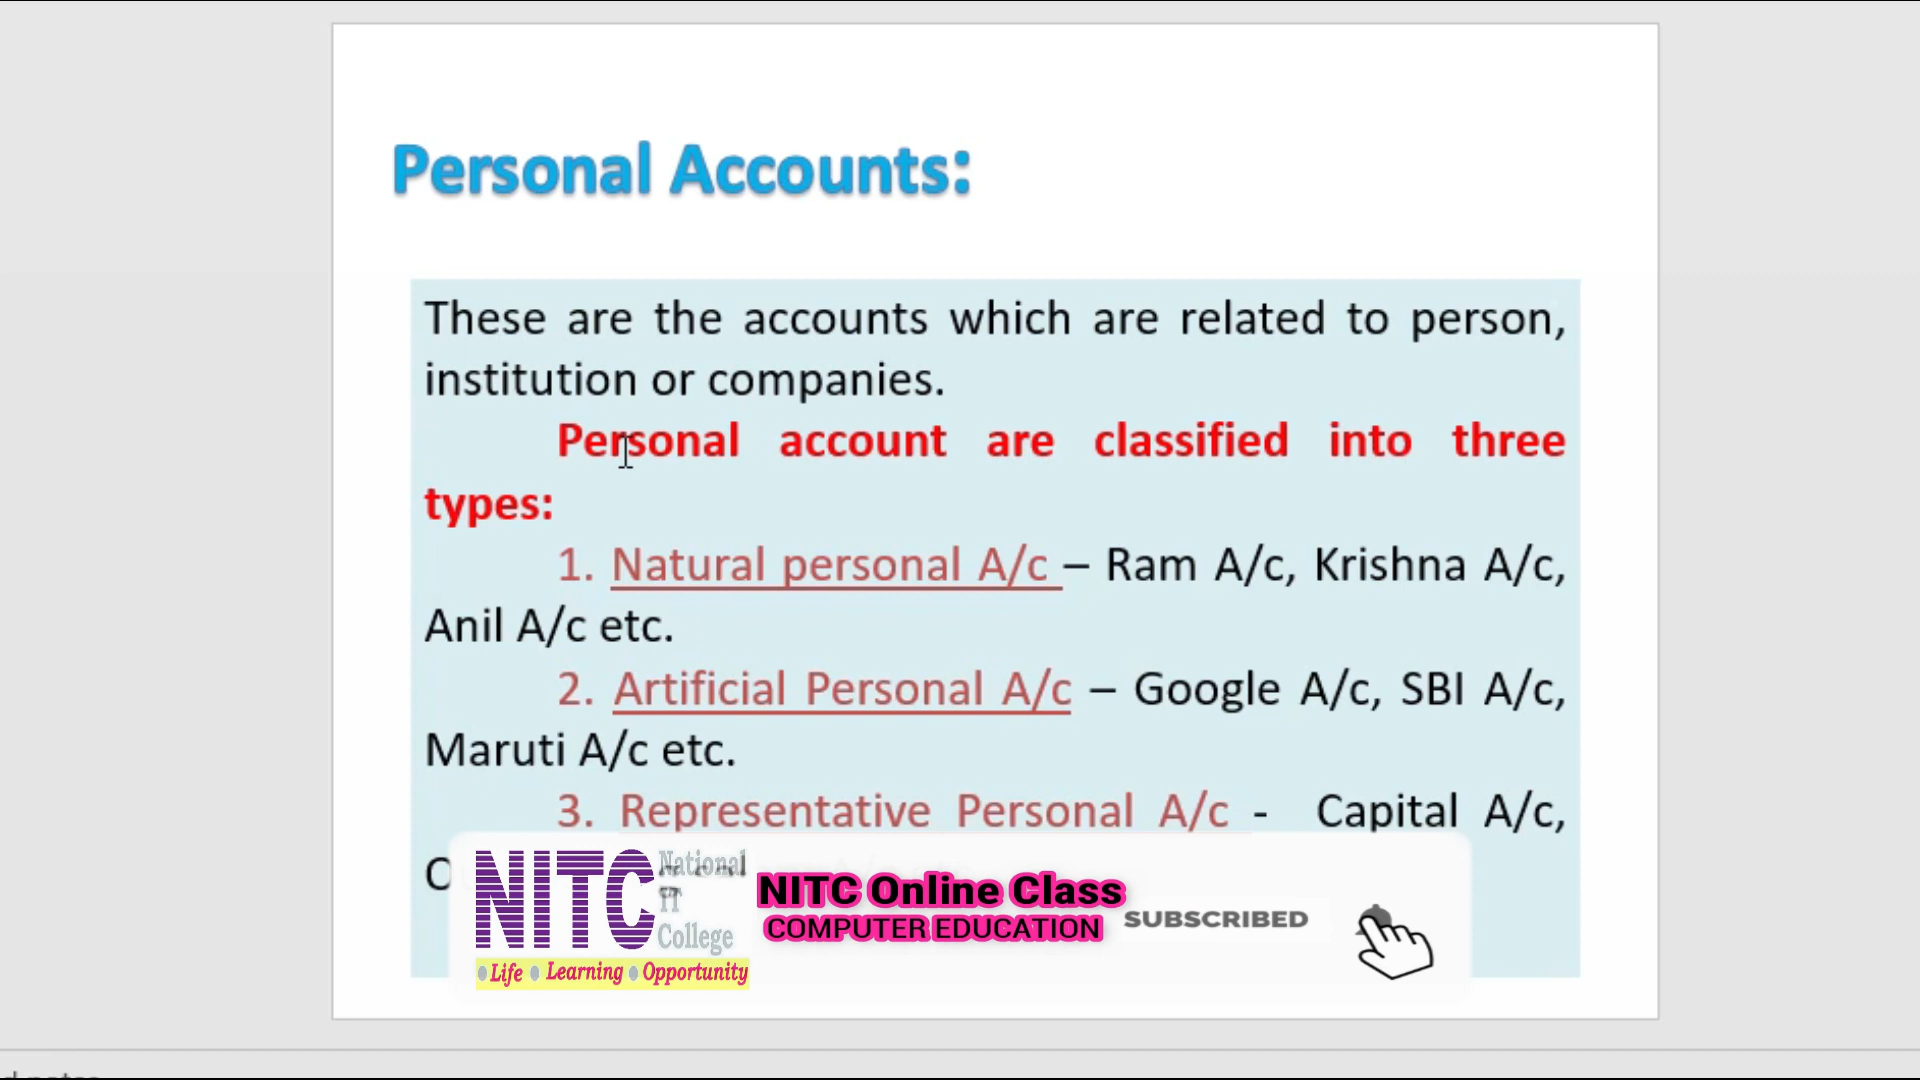 Personal Accounts:
These are the accounts which are related to person,
institution or companies.
Personal account are classified into three
types:
1. Natural personal A/c – Ram A/c, Krishna A/c,
Anil A/c etc.
2. Artificial Personal A/c – Google A/c, SBI A/c,
Maruti A/c etc.
3. Representative Personal A/c - Capital A/c,
NITC National
IT
College
Life Learning Opportunity
NITC Online Class
COMPUTER EDUCATION
SUBSCRIBED